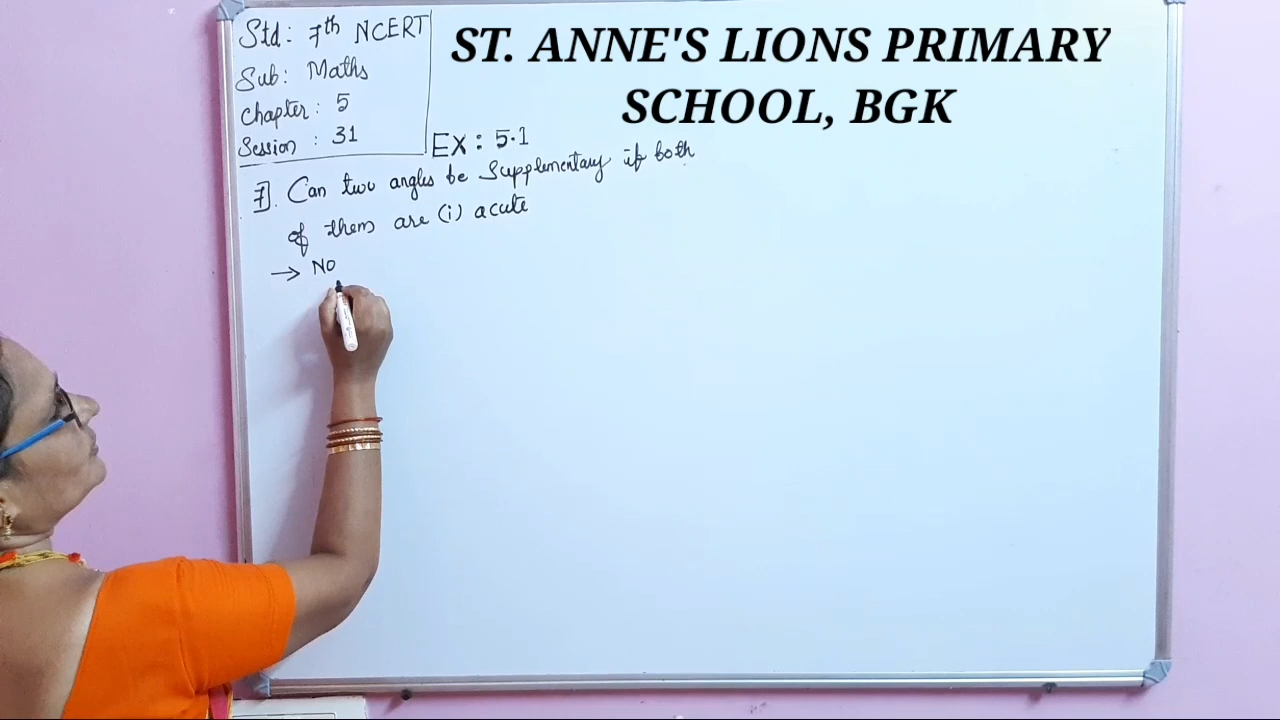 Std: 7th NCERT
Sub: Maths
Chapter: 5
Session: 31
ST. ANNE'S LIONS PRIMARY
SCHOOL, BGK
Ex: 5.1
7]. Can two angles be Supplementary if both
of them are (i) acute
→ NO